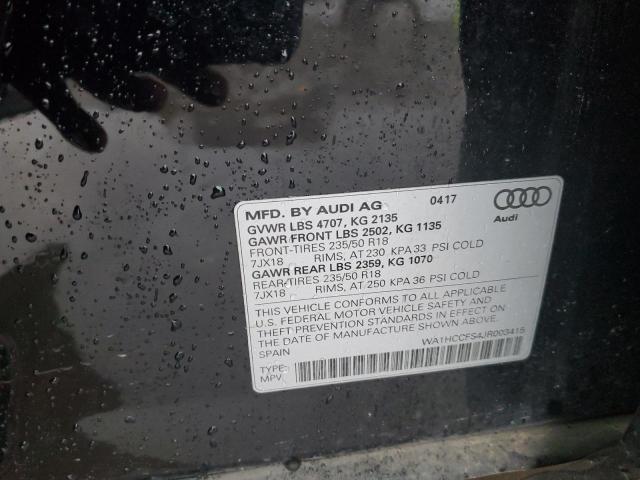 MFD. BY AUDI AG 0417
GVWR LBS 4707, KG 2135
GAWR FRONT LBS 2502, KG 1135
FRONT-TIRES 235/50 R18
7JX18 RIMS, AT 230 KPA 33 PSI COLD
GAWR REAR LBS 2359, KG 1070
REAR-TIRES 235/50 R18
7JX18 RIMS, AT 250 KPA 36 PSI COLD
Audi
THIS VEHICLE CONFORMS TO ALL APPLICABLE
U.S. FEDERAL MOTOR VEHICLE SAFETY AND
THEFT PREVENTION STANDARDS IN EFFECT ON
DATE OF MANUFACTURE SHOWN ABOVE.
SPAIN WA1HCCFS4JR003415
TYPE:
MPV